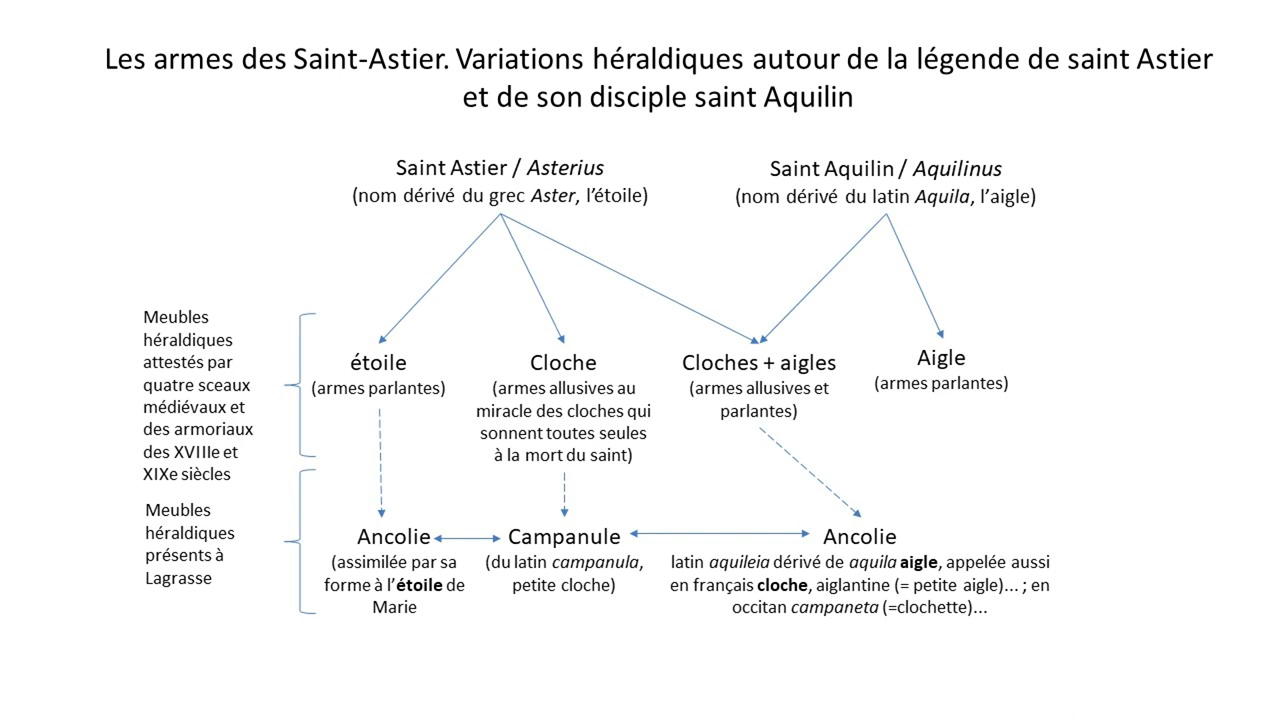 Les armes des Saint-Astier. Variations héraldiques autour de la légende de saint Astier
et de son disciple saint Aquilin
Saint Astier / Asterius
(nom dérivé du grec Aster, l'étoile)
Saint Aquilin / Aquilinus
(nom dérivé du latin Aquila, l'aigle)
Meubles
héraldiques
attestés par
quatre sceaux
médiévaux et
des armoriaux
des XVIIIe et
XIXe siècles
étoile
(armes parlantes)
Cloche
(armes allusives au
miracle des cloches qui
sonnent toutes seules
à la mort du saint)
Cloches + aigles
(armes allusives et
parlantes)
Aigle
(armes parlantes)
Meubles
héraldiques
présents à
Lagrasse
Ancolie
(assimilée par sa
forme à l'étoile de
Marie
Campanule
(du latin campanula,
petite cloche)
Ancolie
latin aquileia dérivé de aquila aigle, appelée aussi
en français cloche, aiglantine (= petite aigle)... ; en
occitan campaneta (=clochette)...